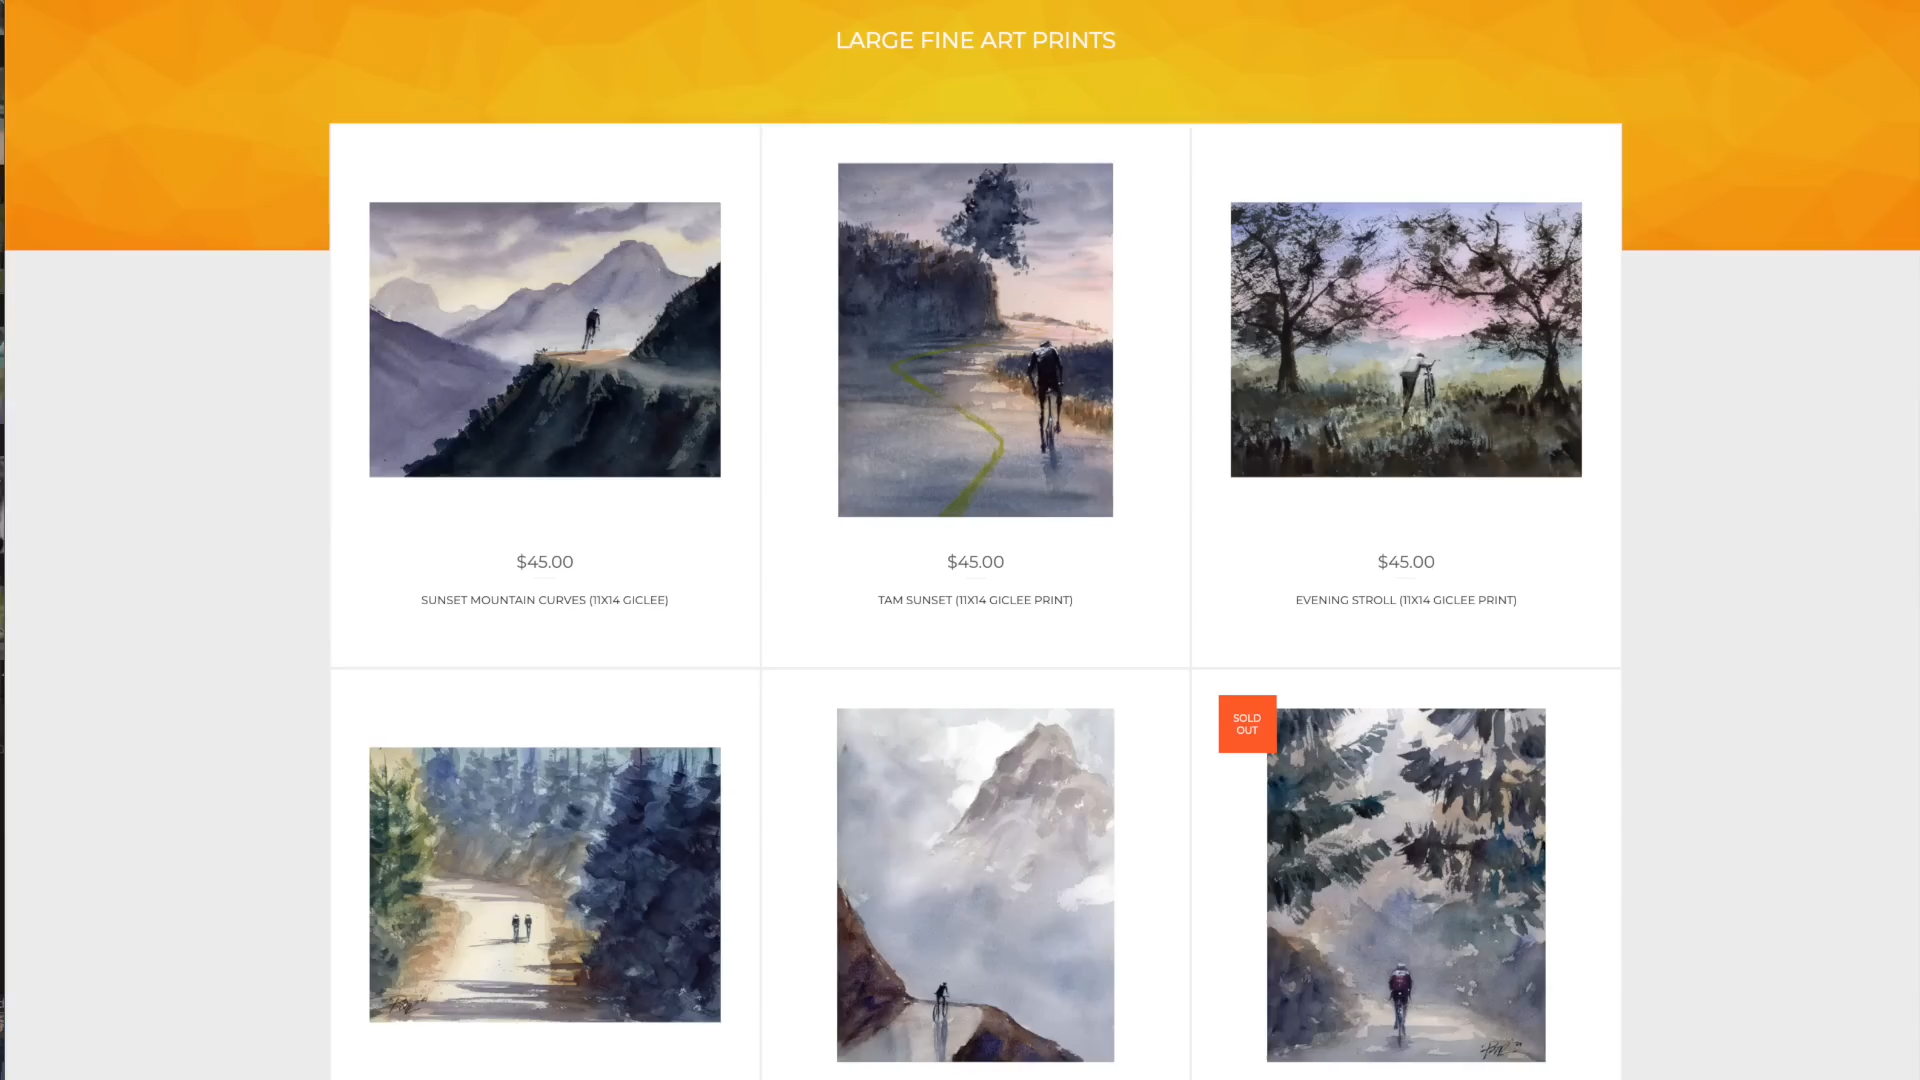 LARGE FINE ART PRINTS
$45.00
SUNSET MOUNTAIN CURVES (11X14 GICLEE)
$45.00
TAM SUNSET (11X14 GICLEE PRINT)
$45.00
EVENING STROLL (11X14 GICLEE PRINT)
SOLD
OUT